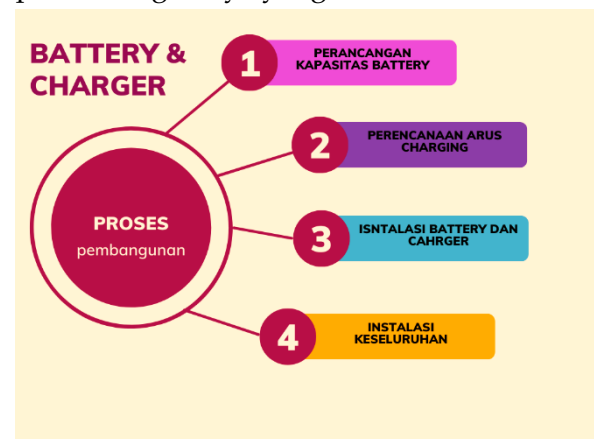 BATTERY &
CHARGER
1
PERANCANGAN
KAPASITAS BATTERY
2
PERENCANAAN ARUS
CHARGING
PROSES
pembangunan
3
ISNTALASI BATTERY DAN
CAHRGER
4
INSTALASI
KESELURUHAN